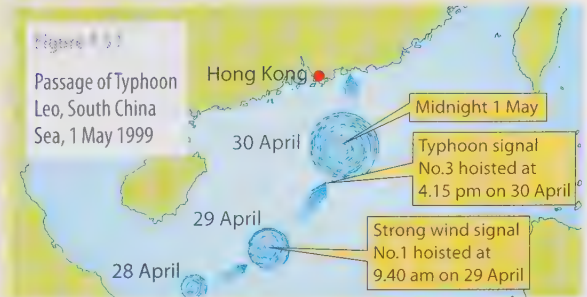 Figure
Passage of Typhoon
Leo, South China
Sea, 1 May 1999
Hong Kong
Midnight 1 May
30 April
Typhoon signal
No.3 hoisted at
4.15 pm on 30 April
29 April
Strong wind signal
No.1 hoisted at
9.40 am on 29 April
28 April